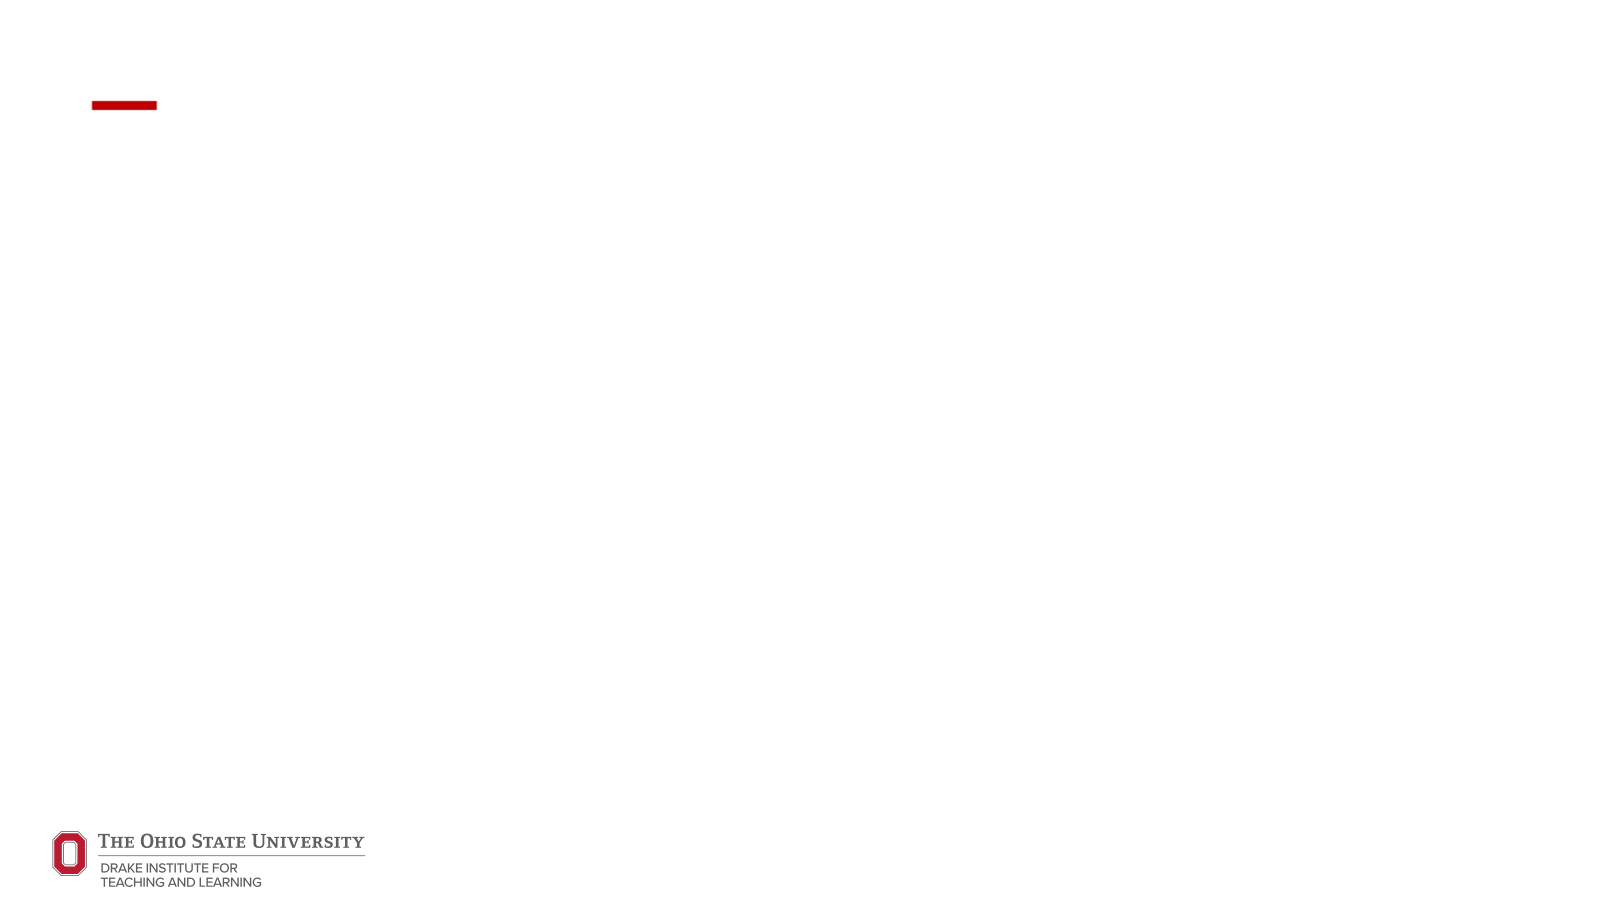 THE OHIO STATE UNIVERSITY
DRAKE INSTITUTE FOR
TEACHING AND LEARNING